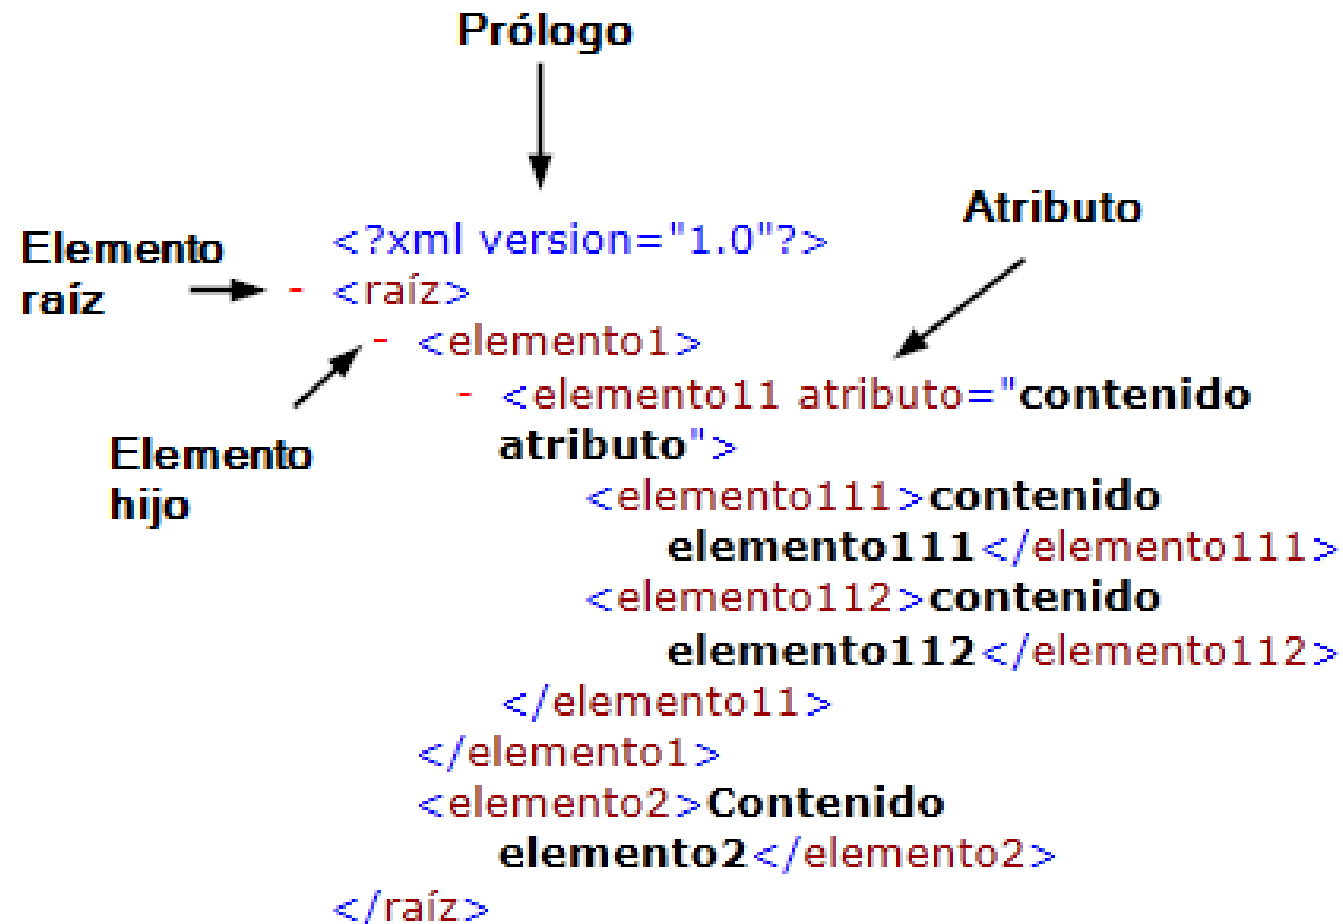 Prólogo
Atributo
Elemento
raíz
<?xml version="1.0"?>
- <raíz>
- <elemento1>
- <elemento11 atributo="contenido
atributo">
Elemento
hijo
<elemento111>contenido
elemento111</elemento111>
<elemento112>contenido
elemento112</elemento112>
</elemento11>
</elemento1>
<elemento2>Contenido
elemento2</elemento2>
</raíz>